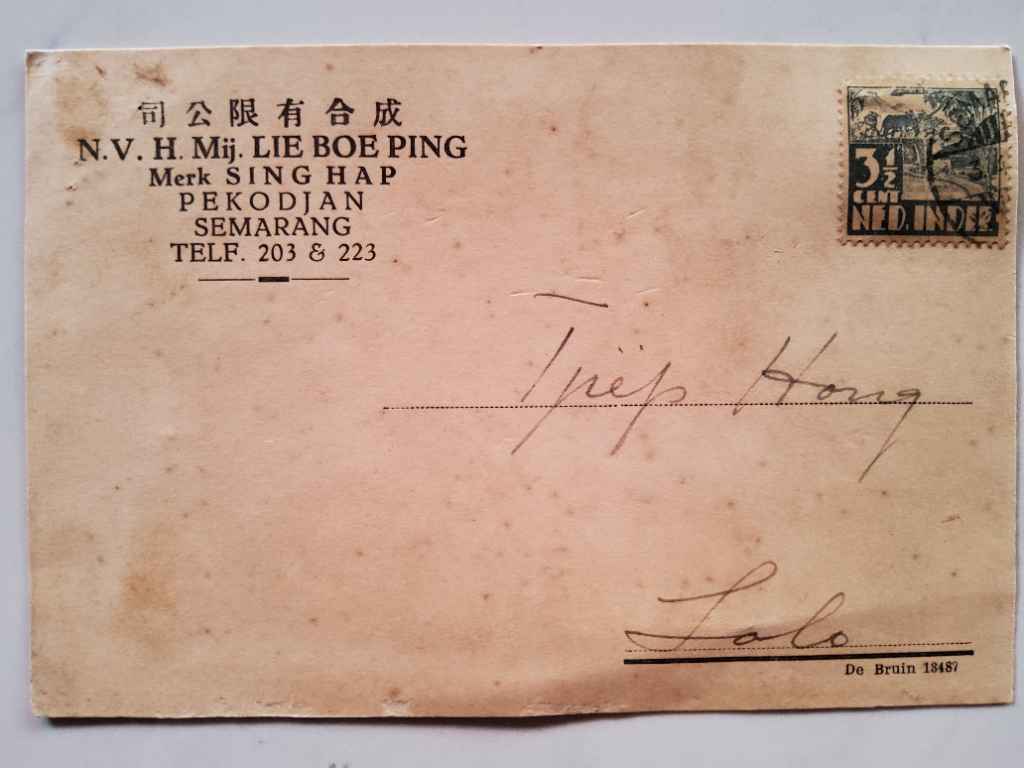 司公限有合成
N.V. H. Mij. LIE BOE PING
Merk SING HAP
PEKODJAN
SEMARANG
TELF. 203 & 223
3½
CENT
NED. INDIE
Tjiëp Hong
Solo
De Bruin 13487